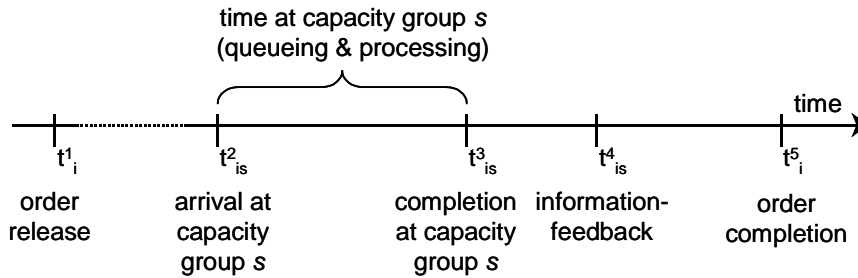 time at capacity group s
(queueing & processing)
time
t¹ᵢ
t²ᵢₛ
t³ᵢₛ
t⁴ᵢₛ
t⁵ᵢ
order
release
arrival at
capacity
group s
completion
at capacity
group s
information-
feedback
order
completion